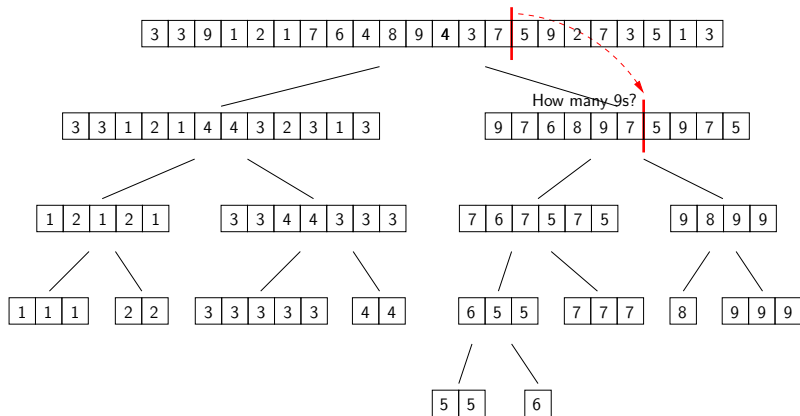 3 3 9 1 2 1 7 6 4 8 9 4 3 7 5 9 2 7 3 5 1 3
How many 9s?
3 3 1 2 1 4 4 3 2 3 1 3
9 7 6 8 9 7 5 9 7 5
1 2 1 2 1
3 3 4 4 3 3 3
7 6 7 5 7 5
9 8 9 9
1 1 1
2 2
3 3 3 3 3
4 4
6 5 5
7 7 7
8
9 9 9
5 5
6